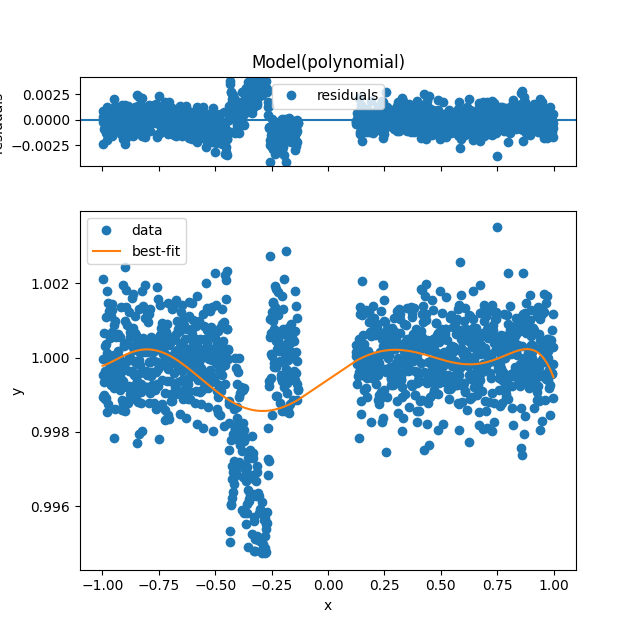 Model(polynomial)
0.0025
0.0000
−0.0025
residuals
residuals
data
best-fit
1.002
1.000
0.998
0.996
y
−1.00 −0.75 −0.50 −0.25 0.00 0.25 0.50 0.75 1.00
x